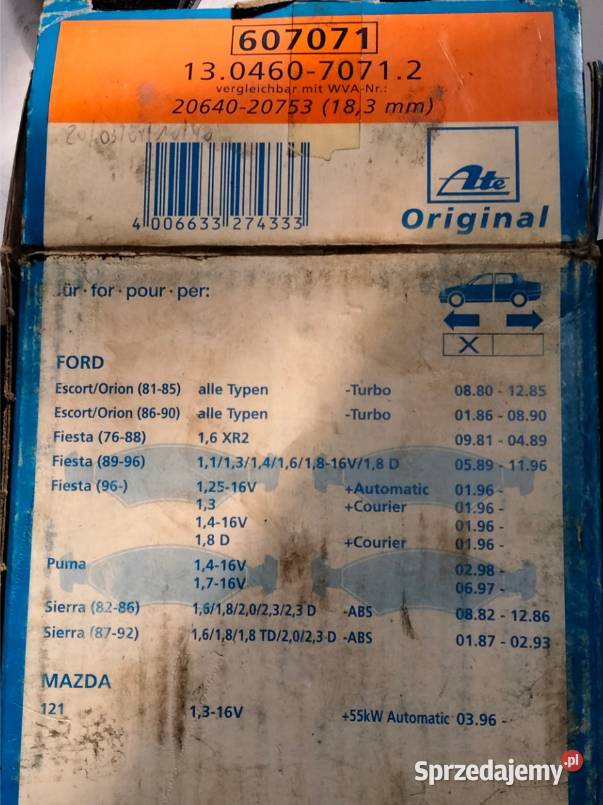 607071
13.0460-7071.2
vergleichbar mit WVA-Nr.:
20640-20753 (18,3 mm)
4 006633 274333
Ate
Original
ür · for · pour · per:
X
FORD
Escort/Orion (81-85) alle Typen -Turbo 08.80 - 12.85
Escort/Orion (86-90) alle Typen -Turbo 01.86 - 08.90
Fiesta (76-88) 1,6 XR2 09.81 - 04.89
Fiesta (89-96) 1,1/1,3/1,4/1,6/1,8-16V/1,8 D 05.89 - 11.96
Fiesta (96-) 1,25-16V +Automatic 01.96 -
1,3 +Courier 01.96 -
1,4-16V 01.96 -
1,8 D +Courier 01.96 -
Puma 1,4-16V 02.98 -
1,7-16V 06.97 -
Sierra (82-86) 1,6/1,8/2,0/2,3/2,3 D -ABS 08.82 - 12.86
Sierra (87-92) 1,6/1,8/1,8 TD/2,0/2,3 D -ABS 01.87 - 02.93
MAZDA
121 1,3-16V +55kW Automatic 03.96 -
Sprzedajemy.pl